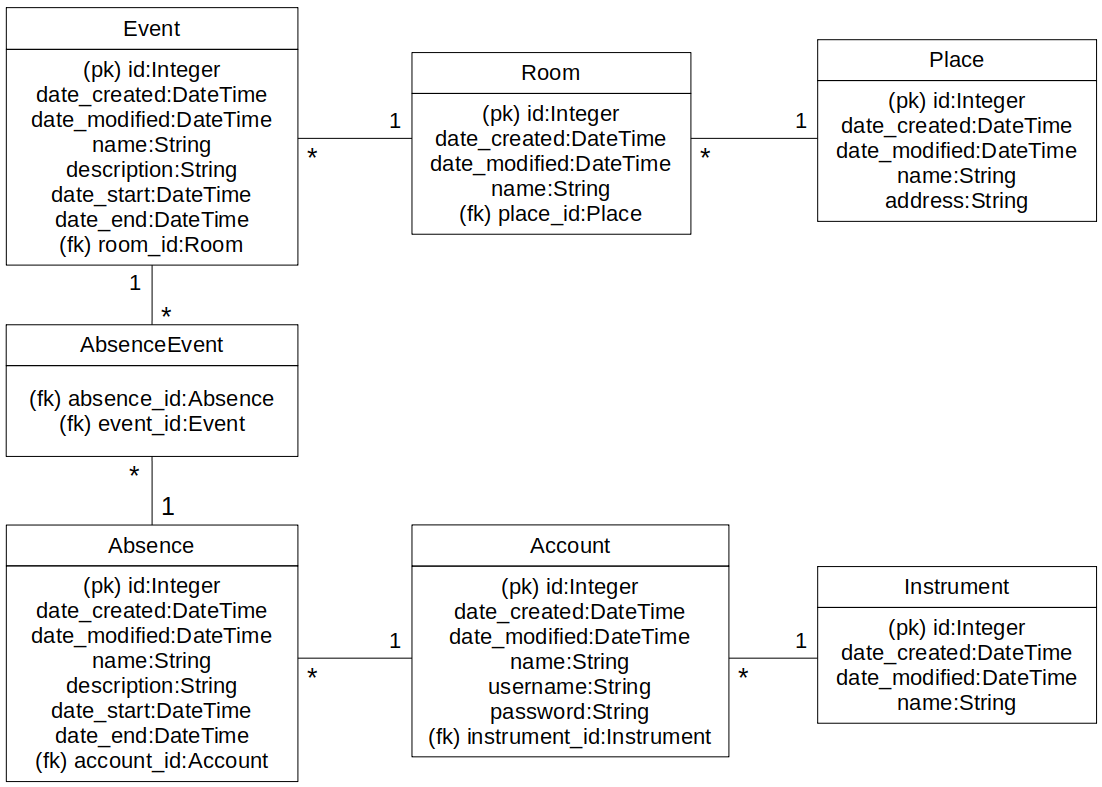 Event
(pk) id:Integer
date_created:DateTime
date_modified:DateTime
name:String
description:String
date_start:DateTime
date_end:DateTime
(fk) room_id:Room
1
*
Room
(pk) id:Integer
date_created:DateTime
date_modified:DateTime
name:String
(fk) place_id:Place
1
*
Place
(pk) id:Integer
date_created:DateTime
date_modified:DateTime
name:String
address:String
1
*
AbsenceEvent
(fk) absence_id:Absence
(fk) event_id:Event
*
1
Absence
(pk) id:Integer
date_created:DateTime
date_modified:DateTime
name:String
description:String
date_start:DateTime
date_end:DateTime
(fk) account_id:Account
1
*
Account
(pk) id:Integer
date_created:DateTime
date_modified:DateTime
name:String
username:String
password:String
(fk) instrument_id:Instrument
1
*
Instrument
(pk) id:Integer
date_created:DateTime
date_modified:DateTime
name:String